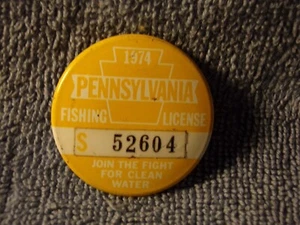 1974
PENNSYLVANIA
FISHING LICENSE
S 52604
JOIN THE FIGHT
FOR CLEAN
WATER